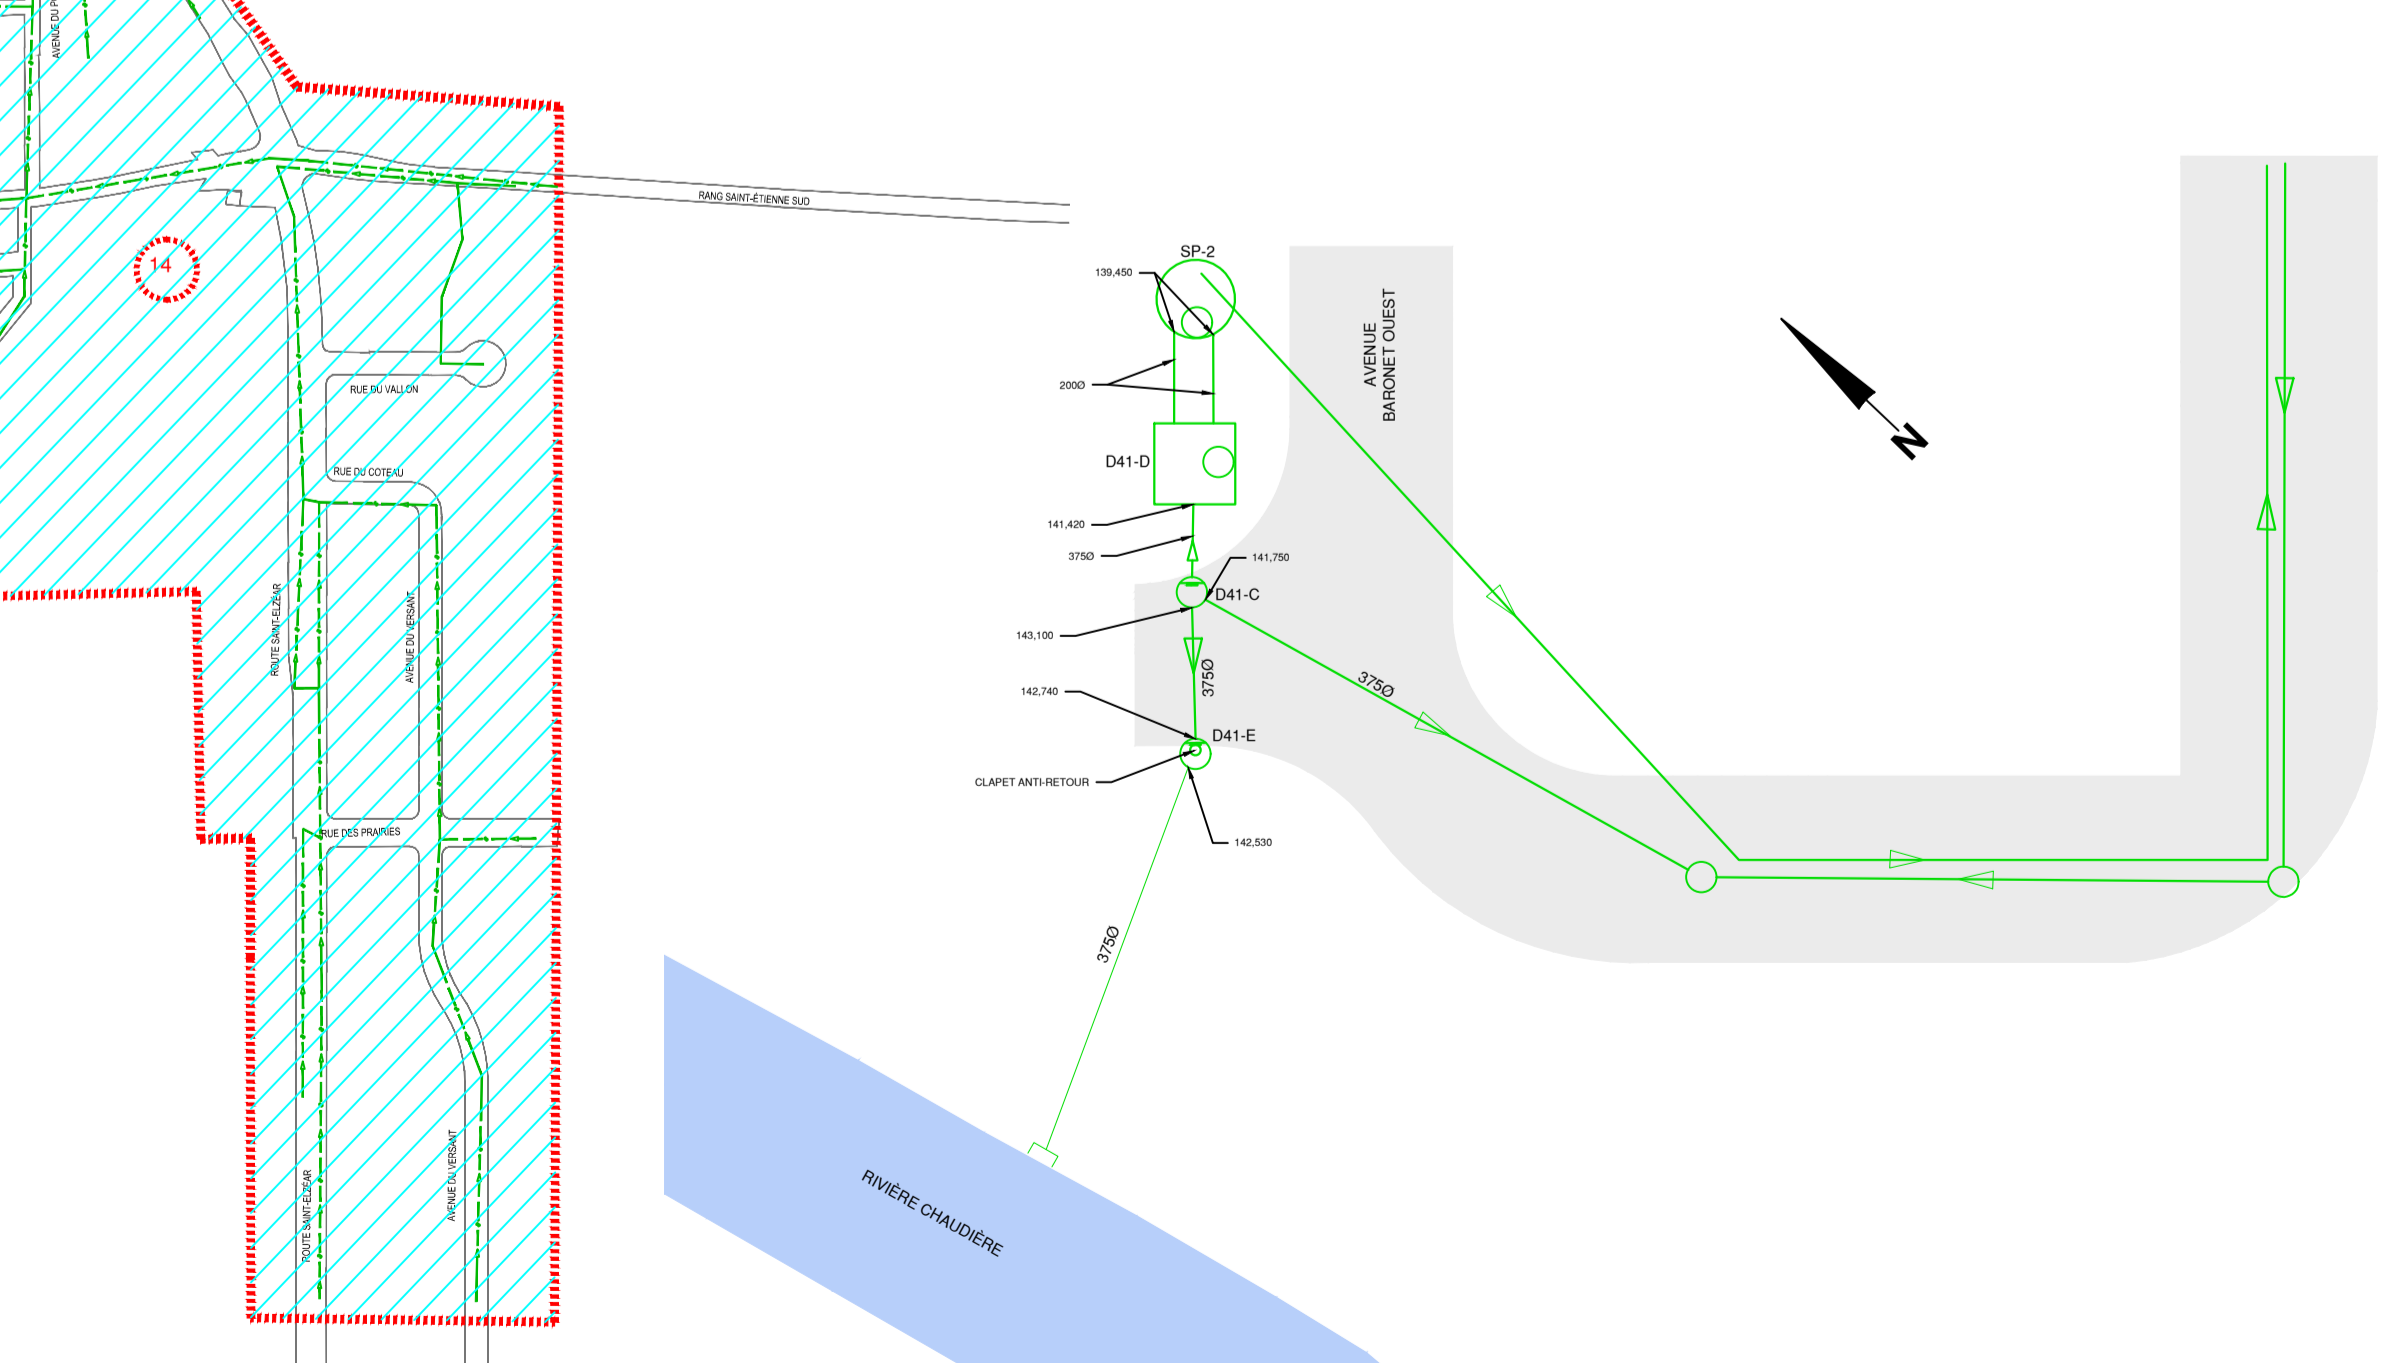 AVENUE DU P
RANG SAINT-ÉTIENNE SUD
14
RUE DU VALLON
RUE DU COTEAU
ROUTE SAINT-ELZÉAR
AVENUE DU VERSANT
RUE DES PRAIRIES
ROUTE SAINT-ELZÉAR
AVENUE DU VERSANT
SP-2
139,450
200Ø
D41-D
141,420
375Ø
141,750
D41-C
143,100
375Ø
142,740
D41-E
CLAPET ANTI-RETOUR
142,530
375Ø
375Ø
AVENUE
BARONET OUEST
N
RIVIÈRE CHAUDIÈRE